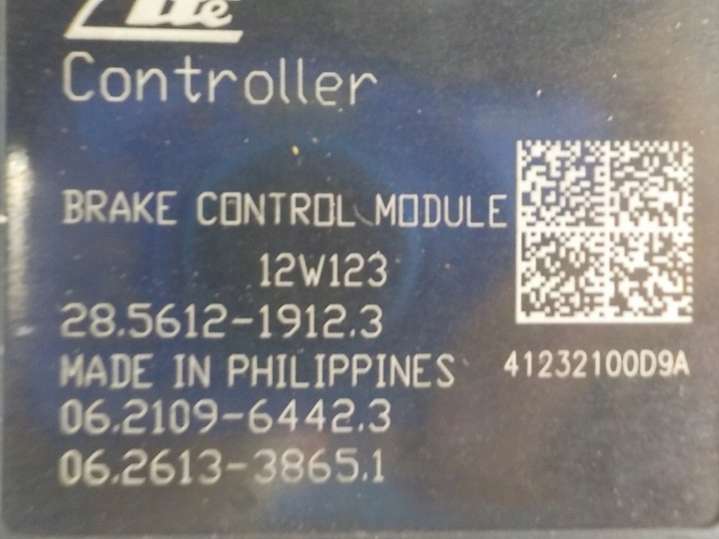 Ate
Controller
BRAKE CONTROL MODULE
12W123
28.5612-1912.3
MADE IN PHILIPPINES
41232100D9A
06.2109-6442.3
06.2613-3865.1